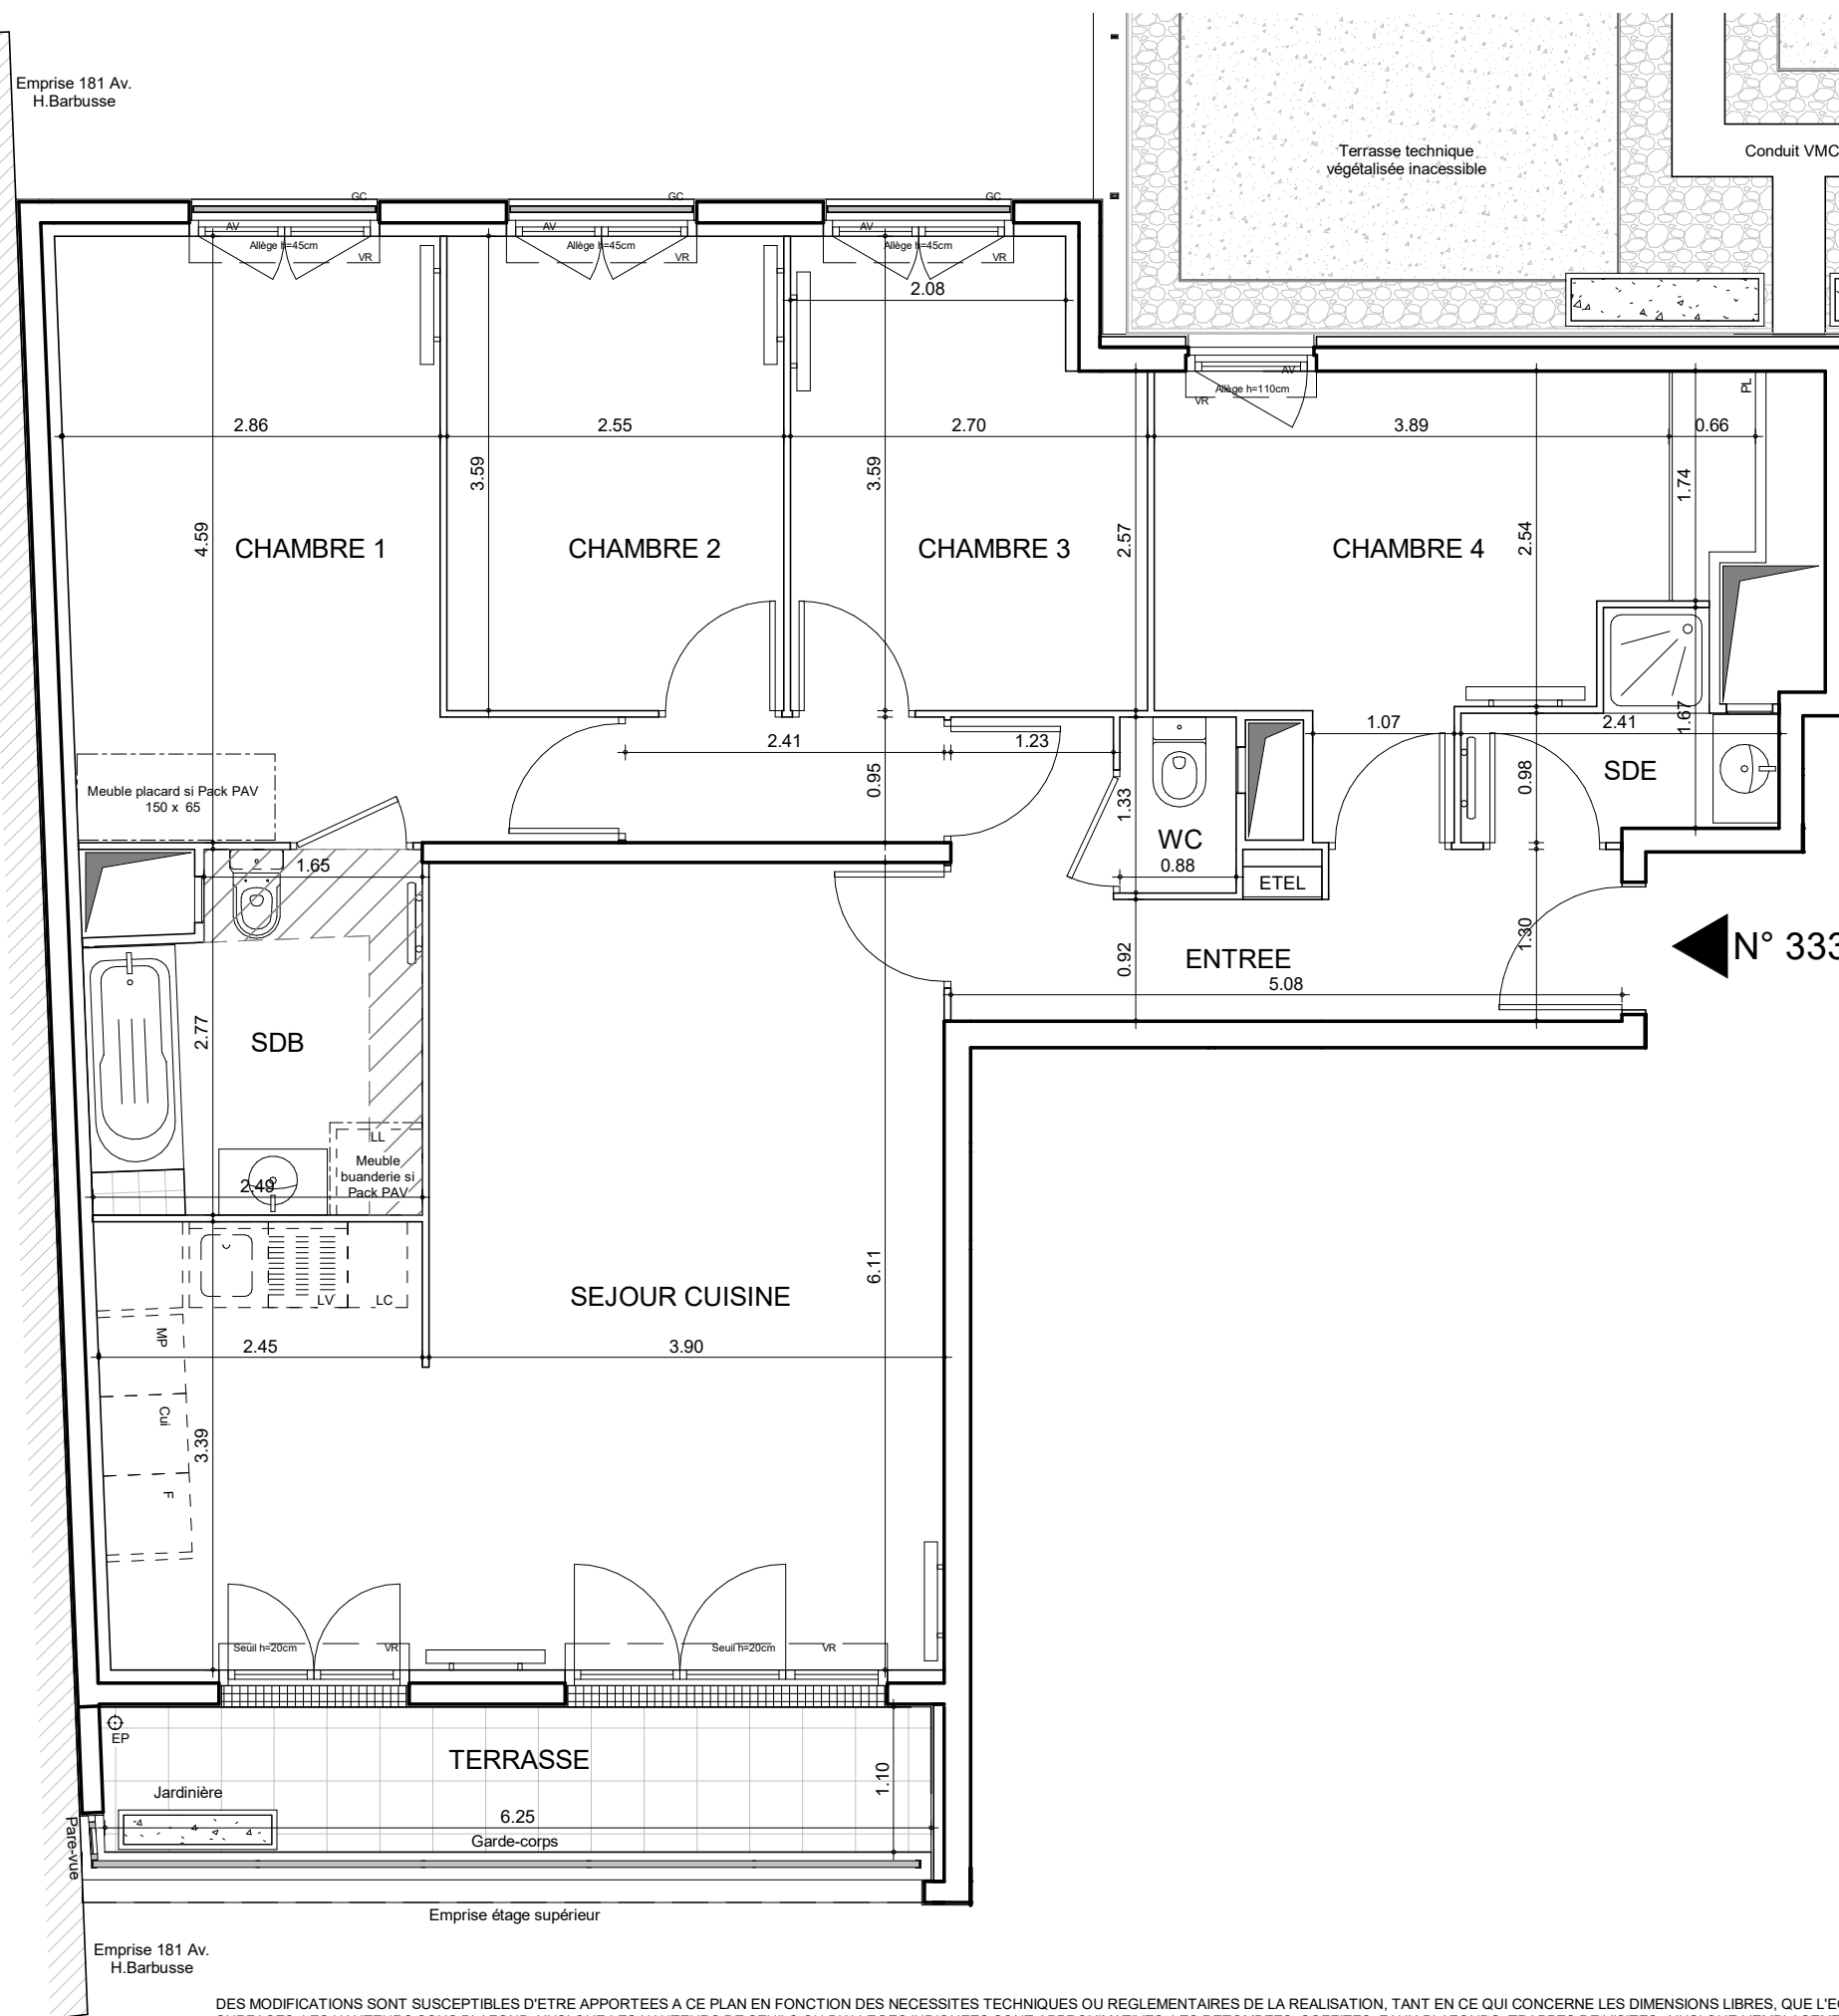 Emprise 181 Av.
H.Barbusse
Terrasse technique
végétalisée inacessible
Conduit VMC
GC
GC
GC
AV
AV
AV
Allège h=45cm
Allège h=45cm
Allège h=45cm
VR
VR
VR
2.08
AV
Allège h=110cm
VR
PL
2.86
2.55
2.70
3.89
0.66
3.59
3.59
1.74
4.59
2.57
2.54
CHAMBRE 1
CHAMBRE 2
CHAMBRE 3
CHAMBRE 4
2.41
1.23
1.07
2.41
1.67
0.95
0.98
SDE
Meuble placard si Pack PAV
150 x 65
1.33
WC
0.88
ETEL
1.65
0.92
ENTREE
1.30
N° 333
5.08
2.77
SDB
LL
Meuble
buanderie si
Pack PAV
2.49
6.11
SEJOUR CUISINE
LV
LC
MP
2.45
3.90
Cui
3.39
F
Seuil h=20cm
VR
Seuil h=20cm
VR
EP
TERRASSE
1.10
Jardinière
6.25
Garde-corps
Pare-vue
Emprise étage supérieur
Emprise 181 Av.
H.Barbusse
DES MODIFICATIONS SONT SUSCEPTIBLES D'ETRE APPORTEES A CE PLAN EN FONCTION DES NECESSITES TECHNIQUES OU REGLEMENTAIRES DE LA REALISATION, TANT EN CE QUI CONCERNE LES DIMENSIONS LIBRES, QUE L'E